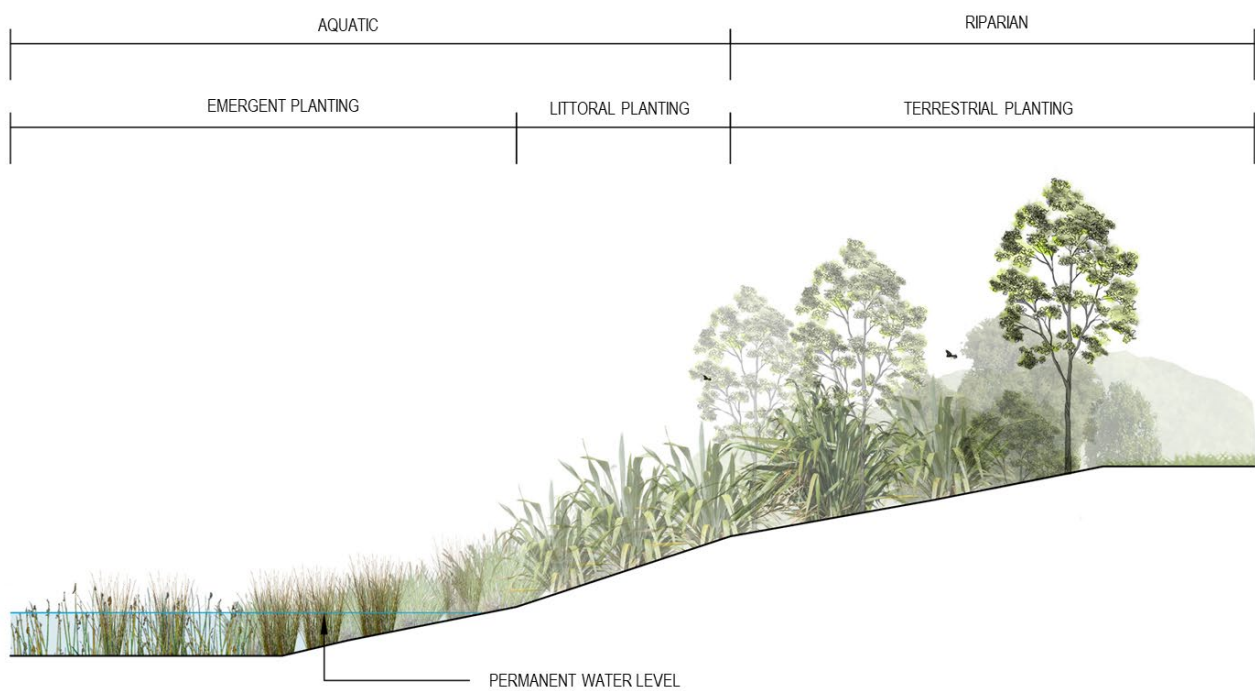 AQUATIC
RIPARIAN
EMERGENT PLANTING
LITTORAL PLANTING
TERRESTRIAL PLANTING
PERMANENT WATER LEVEL